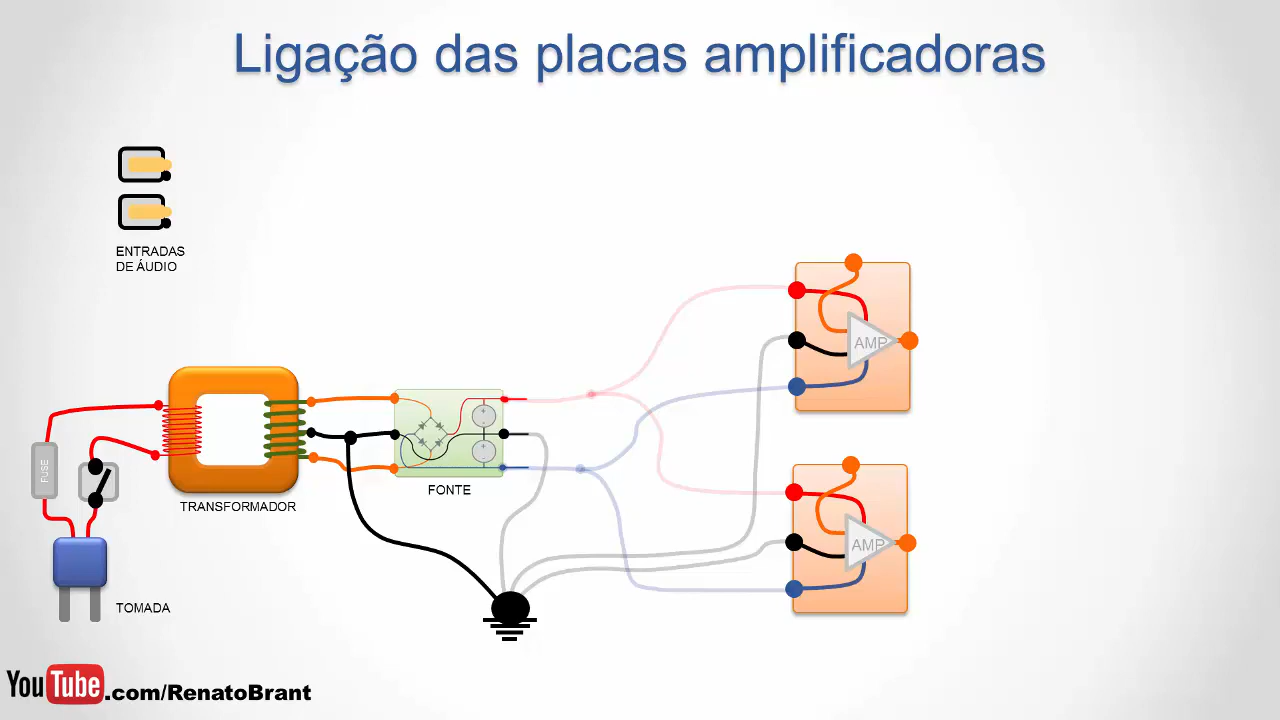 Ligação das placas amplificadoras
ENTRADAS
DE ÁUDIO
AMP
FUSE
FONTE
TRANSFORMADOR
AMP
TOMADA
YouTube.com/RenatoBrant